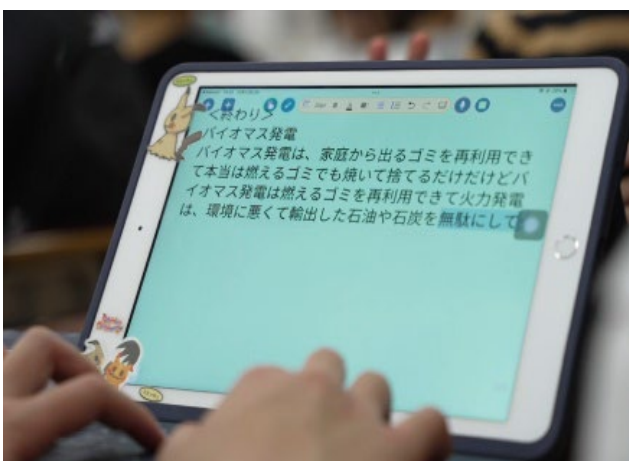 <終わり>
バイオマス発電
バイオマス発電は、家庭から出るゴミを再利用でき
て本当は燃えるゴミでも焼いて捨てるだけだけどバ
イオマス発電は燃えるゴミを再利用できて火力発電
は、環境に悪くて輸出した石油や石炭を無駄にして